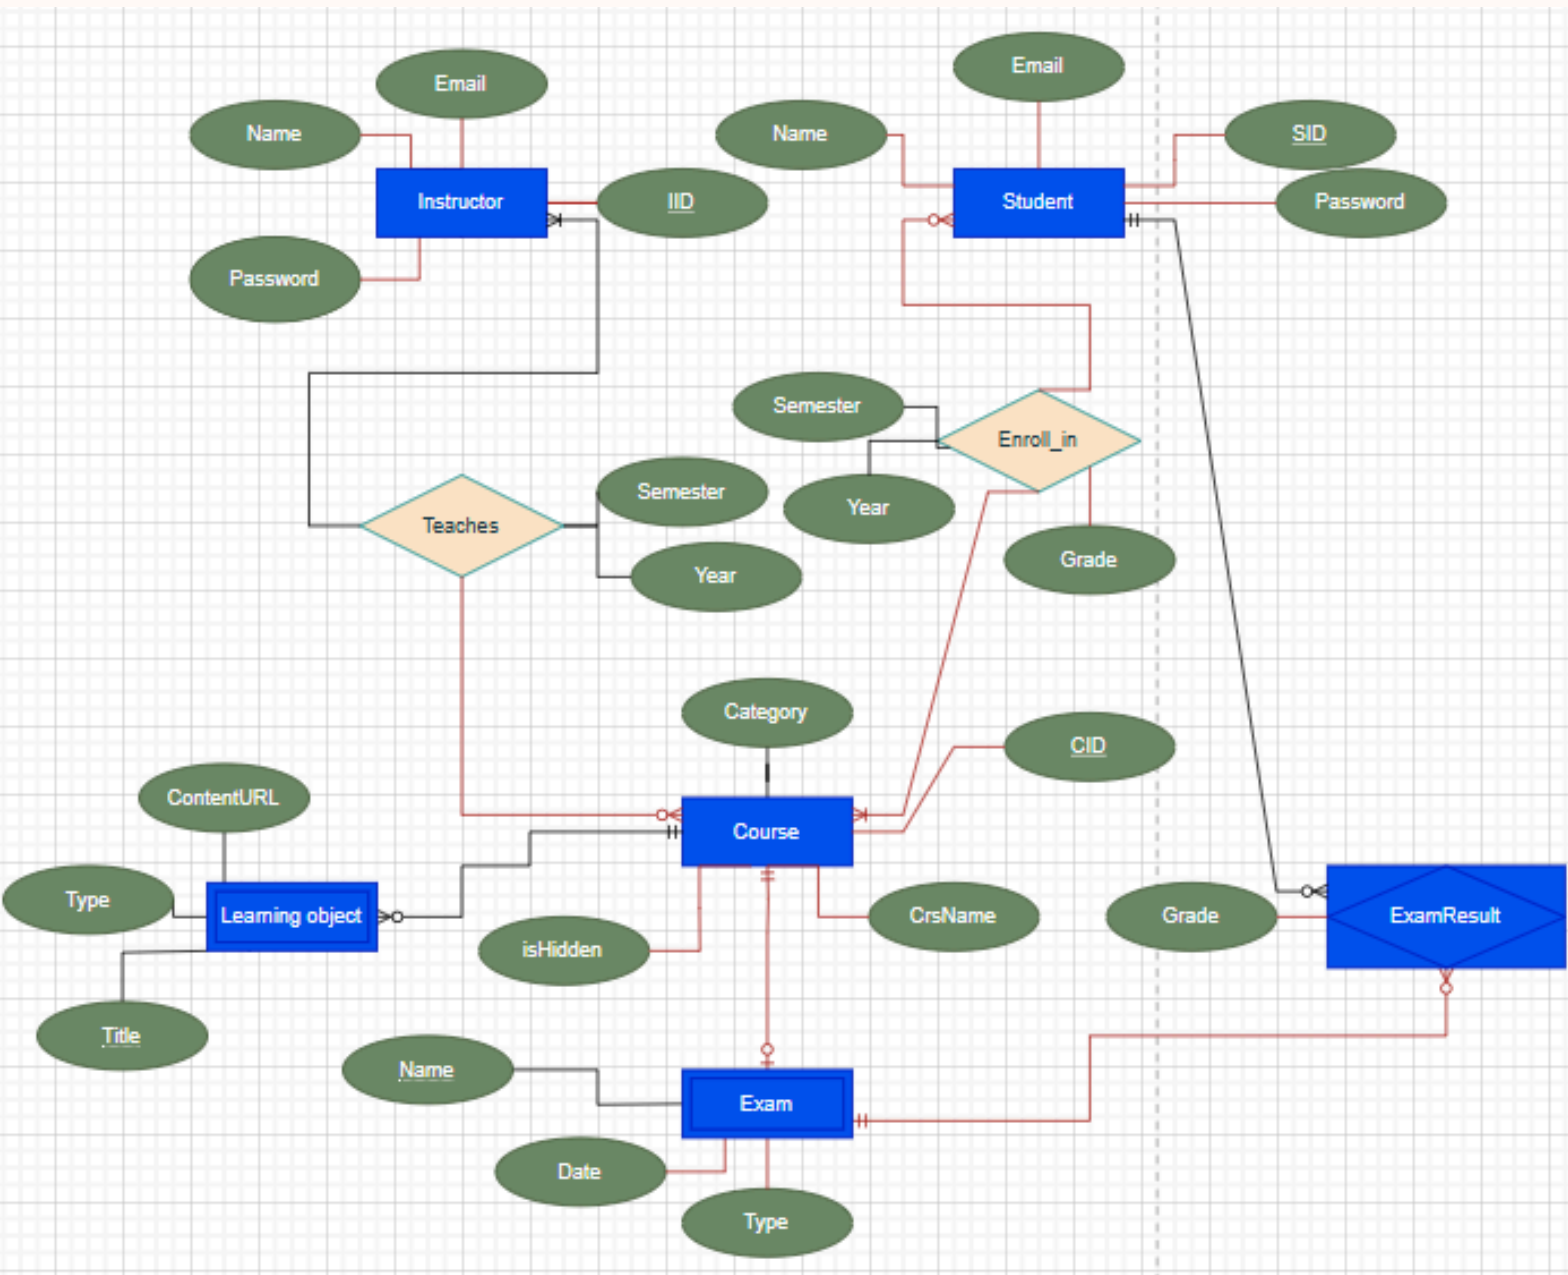 Email
Email
Name
Name
SID
Instructor
IID
Student
Password
Password
Semester
Enroll_in
Semester
Year
Teaches
Grade
Year
Category
CID
ContentURL
Course
Type
Learning object
CrsName
Grade
ExamResult
isHidden
Title
Name
Exam
Date
Type